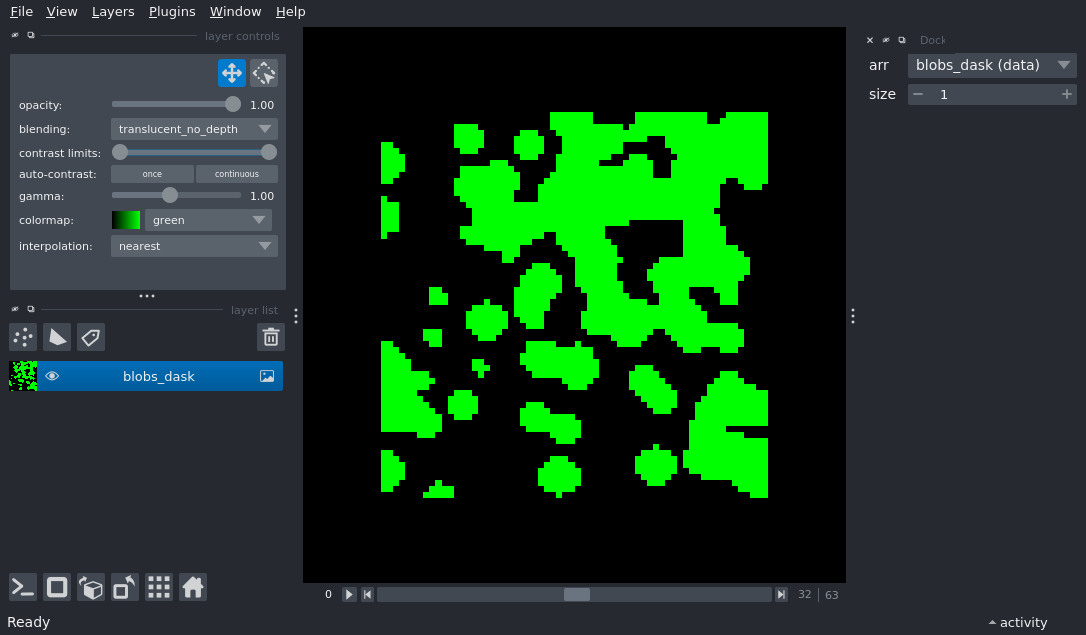 File View Layers Plugins Window Help
layer controls
opacity: 1.00
blending: translucent_no_depth
contrast limits:
auto-contrast: once continuous
gamma: 1.00
colormap: green
interpolation: nearest
layer list
blobs_dask
Dock
arr blobs_dask (data)
size 1
0 32 63
Ready
activity